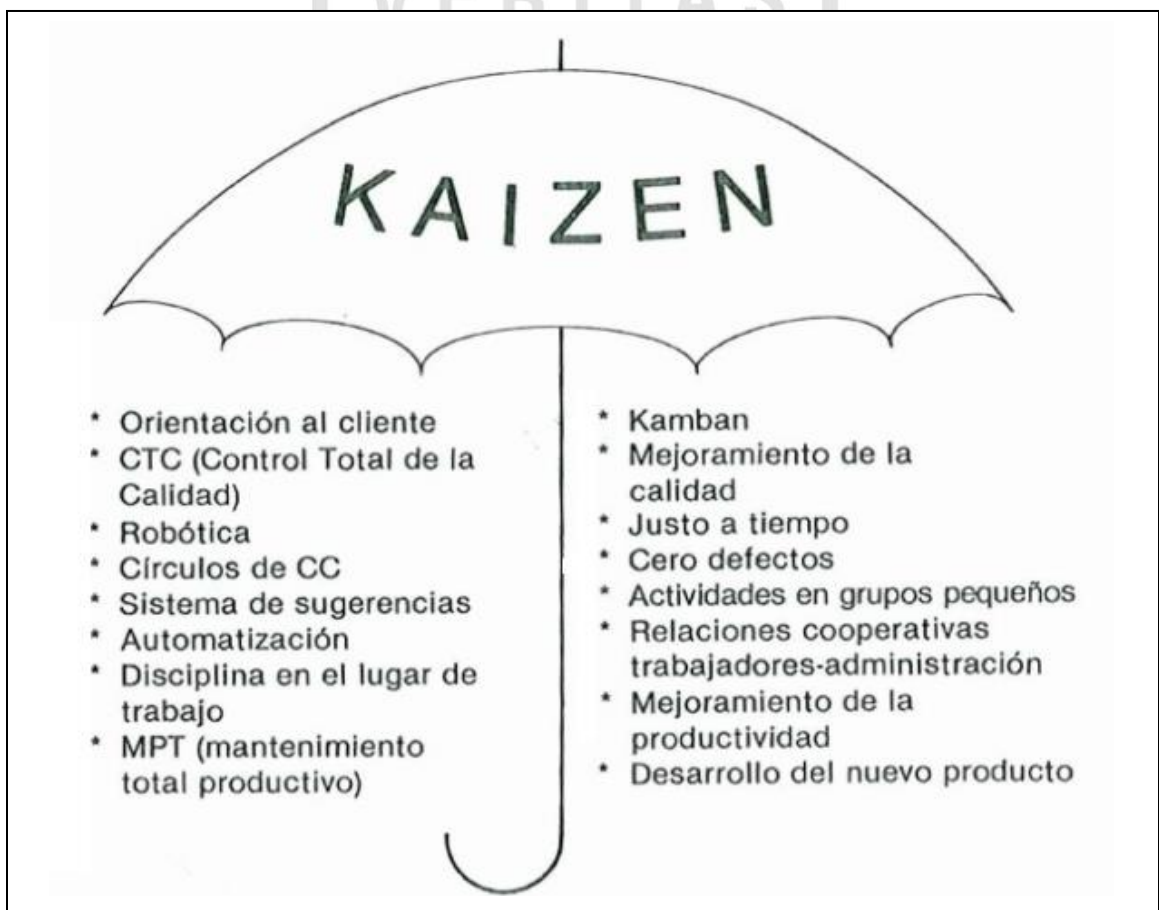 KAIZEN
* Orientación al cliente
* CTC (Control Total de la
Calidad)
* Robótica
* Círculos de CC
* Sistema de sugerencias
* Automatización
* Disciplina en el lugar de
trabajo
* MPT (mantenimiento
total productivo)
* Kamban
* Mejoramiento de la
calidad
* Justo a tiempo
* Cero defectos
* Actividades en grupos pequeños
* Relaciones cooperativas
trabajadores-administración
* Mejoramiento de la
productividad
* Desarrollo del nuevo producto